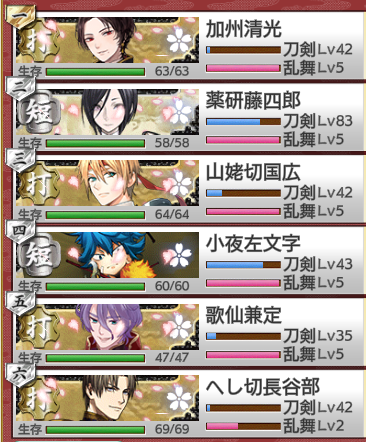 一
打
加州清光
刀剣Lv42
生存 63/63
乱舞Lv5
二
短
薬研藤四郎
刀剣Lv83
生存 58/58
乱舞Lv5
三
打
山姥切国広
刀剣Lv42
生存 64/64
乱舞Lv5
四
短
小夜左文字
刀剣Lv43
生存 60/60
乱舞Lv5
五
打
歌仙兼定
刀剣Lv35
生存 47/47
乱舞Lv5
六
打
へし切長谷部
刀剣Lv42
生存 69/69
乱舞Lv2